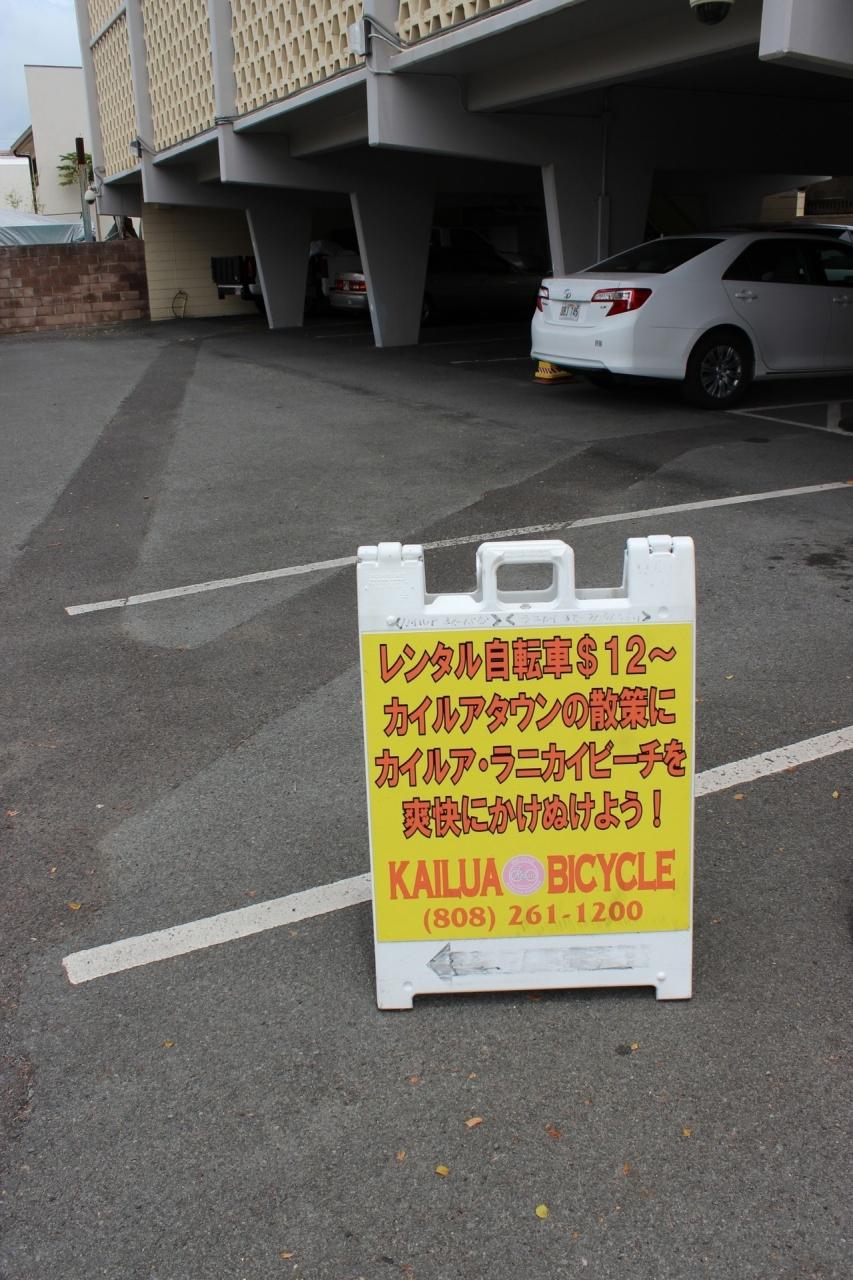 レンタル自転車＄12～
カイルアタウンの散策に
カイルア・ラニカイビーチを
爽快にかけぬけよう！
KAILUA BICYCLE
(808) 261-1200